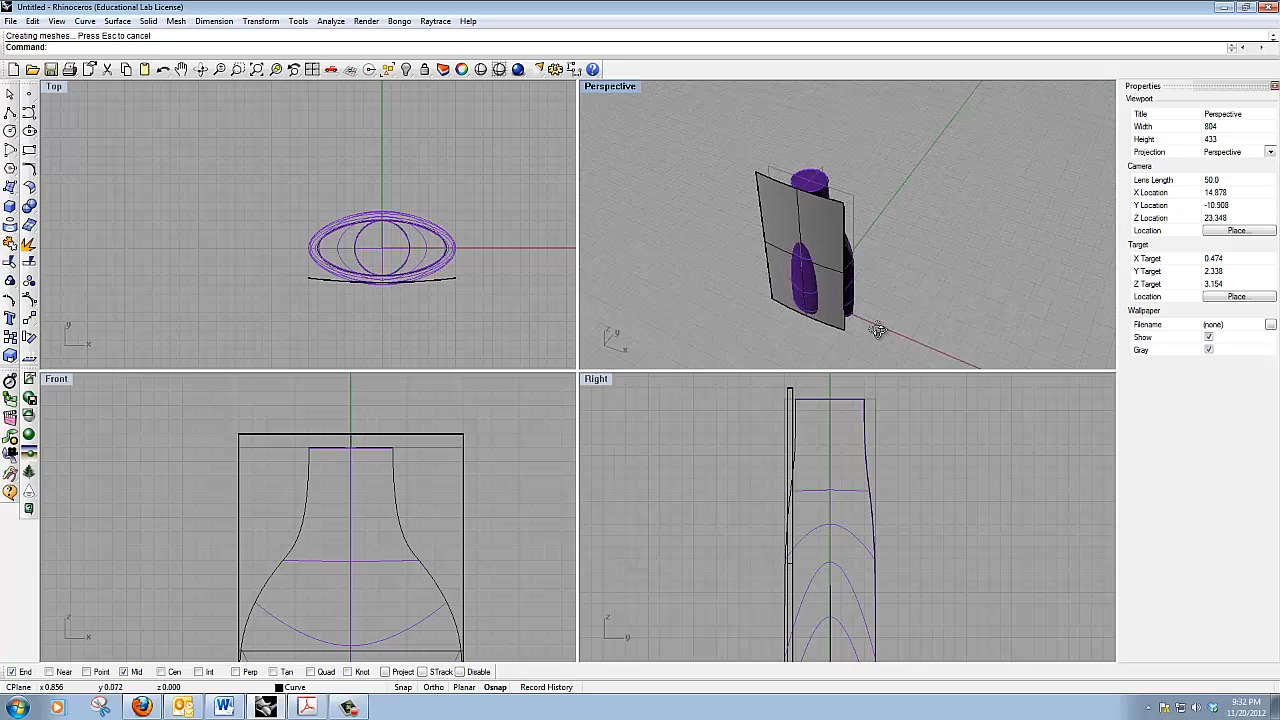 Untitled - Rhinoceros (Educational Lab License)
File Edit View Curve Surface Solid Mesh Dimension Transform Tools Analyze Render Bongo Raytrace Help
Creating meshes... Press Esc to cancel
Command:
Top
Perspective
Front
Right
y
x
z
y
x
z
x
z
y
Properties
Viewport
Title Perspective
Width 804
Height 433
Projection Perspective
Camera
Lens Length 50.0
X Location 14.878
Y Location -10.908
Z Location 23.348
Location Place...
Target
X Target 0.474
Y Target 2.338
Z Target 3.154
Location Place...
Wallpaper
Filename (none)
Show
Gray
End Near Point Mid Cen Int Perp Tan Quad Knot Project STrack Disable
CPlane x 0.856 y 0.072 z 0.000 Curve Snap Ortho Planar Osnap Record History
9:32 PM
11/20/2012